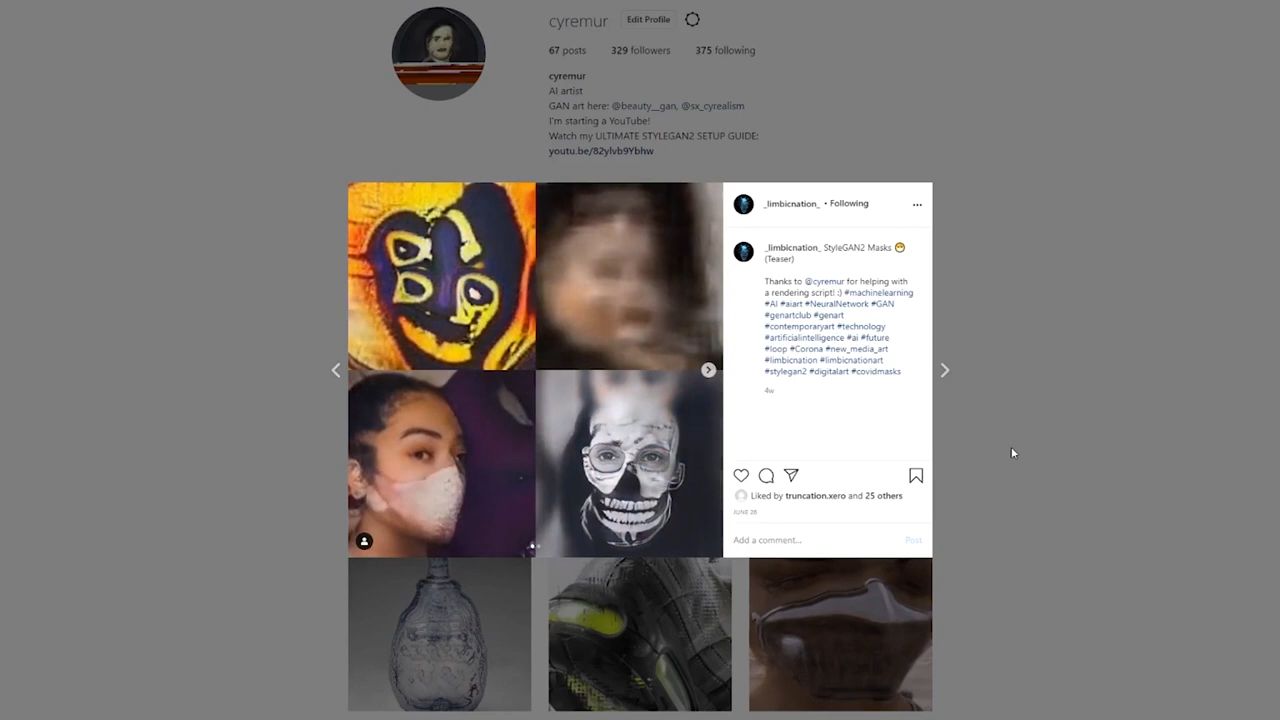 cyremur Edit Profile
67 posts 329 followers 375 following
cyremur
AI artist
GAN art here: @beauty__gan, @sx_cyrealism
I'm starting a YouTube!
Watch my ULTIMATE STYLEGAN2 SETUP GUIDE:
youtu.be/82ylvb9Ybhw
_limbicnation_ • Following
_limbicnation_ StyleGAN2 Masks 😷
(Teaser)
Thanks to @cyremur for helping with
a rendering script! :) #machinelearning
#AI #aiart #NeuralNetwork #GAN
#genartclub #genart
#contemporaryart #technology
#artificialintelligence #ai #future
#loop #Corona #new_media_art
#limbicnation #limbicnationart
#stylegan2 #digitalart #covidmasks
4w
Liked by truncation.xero and 25 others
JUNE 28
Add a comment... Post